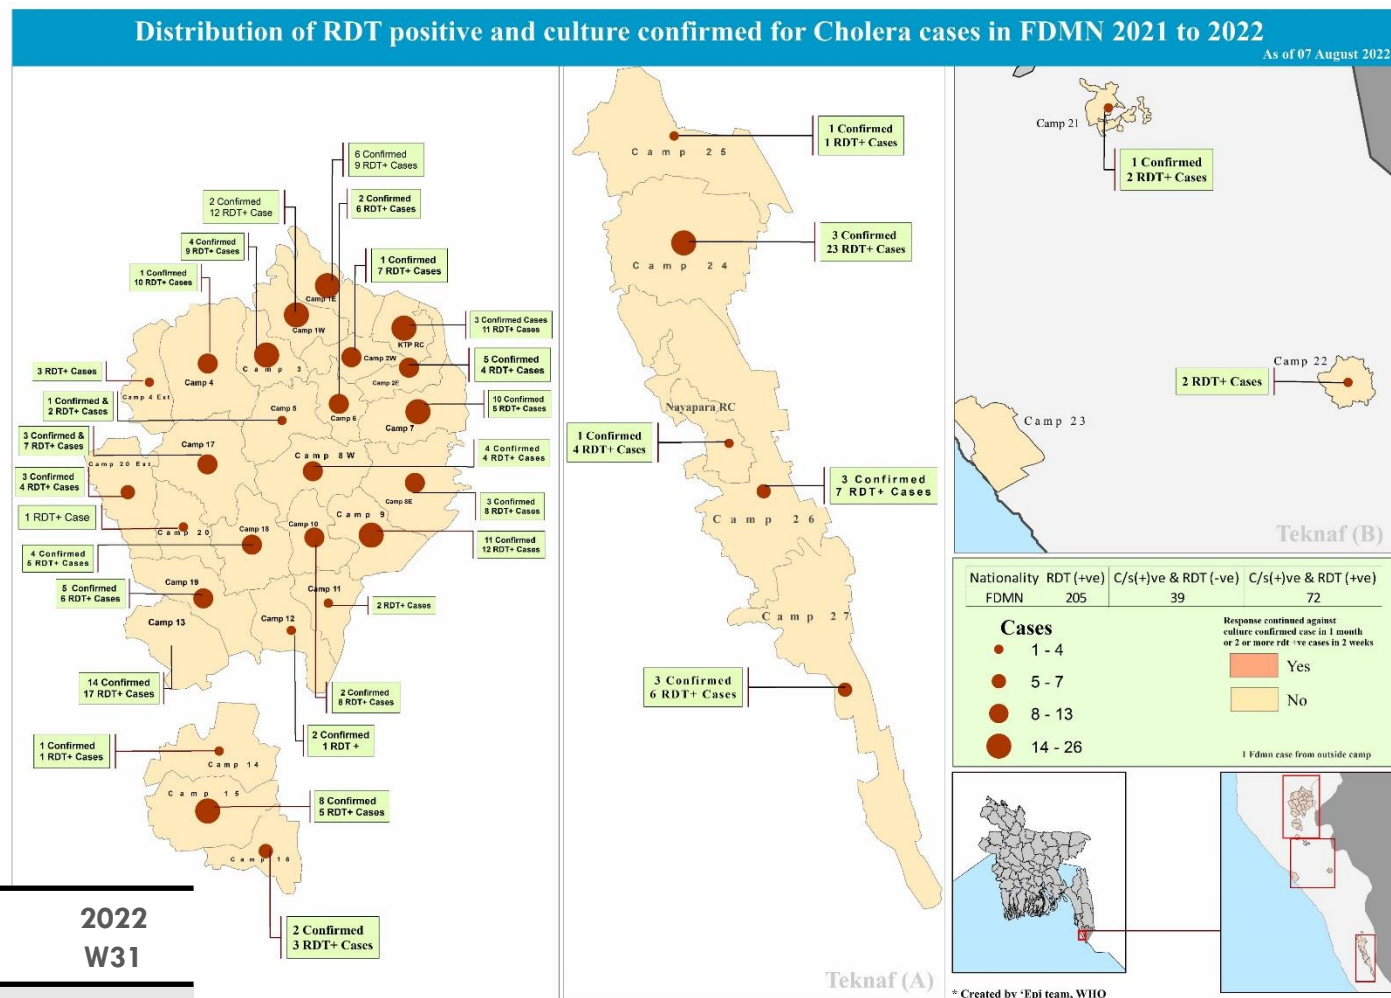 Distribution of RDT positive and culture confirmed for Cholera cases in FDMN 2021 to 2022
As of 07 August 2022
6 Confirmed
9 RDT+ Cases
2 Confirmed
12 RDT+ Case
2 Confirmed
6 RDT+ Cases
4 Confirmed
9 RDT+ Cases
1 Confirmed
7 RDT+ Cases
1 Confirmed
10 RDT+ Cases
3 Confirmed Cases
11 RDT+ Cases
5 Confirmed
4 RDT+ Cases
3 RDT+ Cases
1 Confirmed &
2 RDT+ Cases
10 Confirmed
5 RDT+ Cases
3 Confirmed &
7 RDT+ Cases
4 Confirmed
4 RDT+ Cases
3 Confirmed
4 RDT+ Cases
3 Confirmed
8 RDT+ Cases
1 RDT+ Case
11 Confirmed
12 RDT+ Cases
4 Confirmed
5 RDT+ Cases
5 Confirmed
6 RDT+ Cases
2 RDT+ Cases
14 Confirmed
17 RDT+ Cases
2 Confirmed
8 RDT+ Cases
2 Confirmed
1 RDT +
1 Confirmed
1 RDT+ Cases
8 Confirmed
5 RDT+ Cases
2 Confirmed
3 RDT+ Cases
Camp 1E
Camp 1W
KTP RC
Camp 2W
Camp 3
Camp 4
Camp 2E
Camp 4 Ext
Camp 5
Camp 6
Camp 7
Camp 17
Camp 8W
Camp 20 Ext
Camp 8E
Camp 9
Camp 10
Camp 18
Camp 20
Camp 19
Camp 11
Camp 13
Camp 12
Camp 14
Camp 15
Camp 16
2022
W31
1 Confirmed
1 RDT+ Cases
Camp 25
3 Confirmed
23 RDT+ Cases
Camp 24
Nayapara RC
1 Confirmed
4 RDT+ Cases
3 Confirmed
7 RDT+ Cases
Camp 26
Camp 27
3 Confirmed
6 RDT+ Cases
Teknaf (A)
Camp 21
1 Confirmed
2 RDT+ Cases
Camp 22
2 RDT+ Cases
Camp 23
Teknaf (B)
Nationality RDT (+ve) C/s(+)ve & RDT (-ve) C/s(+)ve & RDT (+ve)
FDMN 205 39 72
Cases
1 - 4
5 - 7
8 - 13
14 - 26
Response continued against
culture confirmed case in 1 month
or 2 or more rdt +ve cases in 2 weeks
Yes
No
1 Fdmn case from outside camp
* Created by 'Epi team, WHO